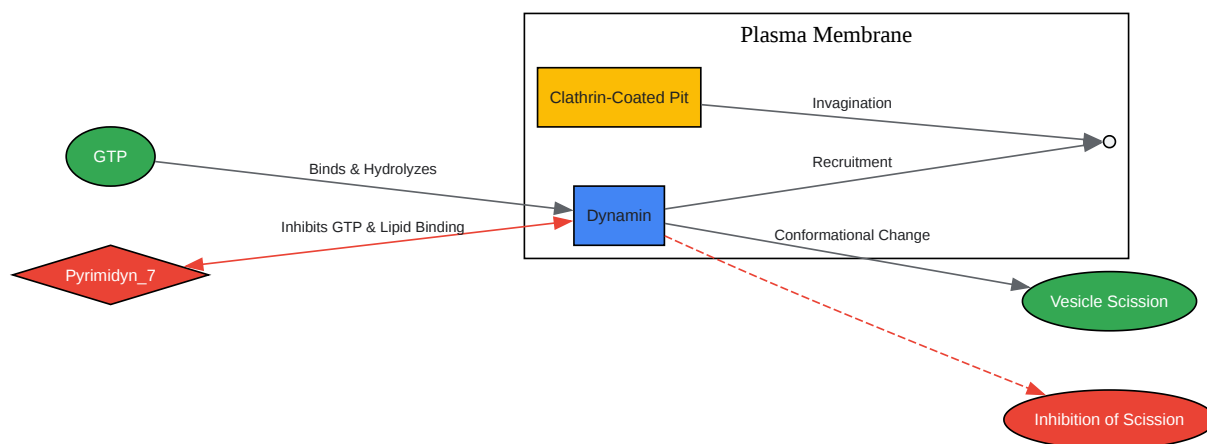 Plasma Membrane
Clathrin-Coated Pit
Invagination
GTP
Binds & Hydrolyzes
Recruitment
Dynamin
Inhibits GTP & Lipid Binding
Conformational Change
Pyrimidyn_7
Vesicle Scission
Inhibition of Scission